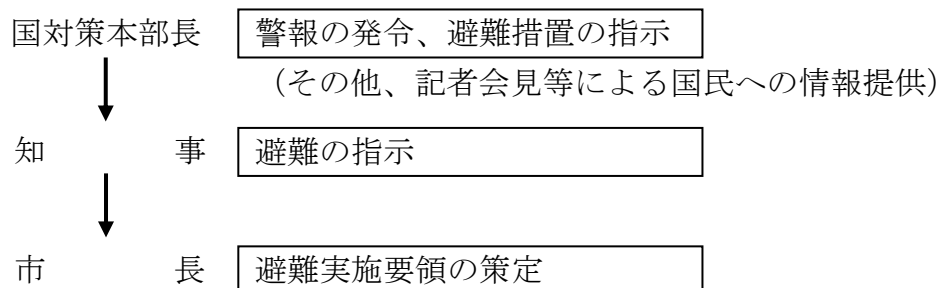 国対策本部長 警報の発令、避難措置の指示
(その他、記者会見等による国民への情報提供)
知 事 避難の指示
市 長 避難実施要領の策定